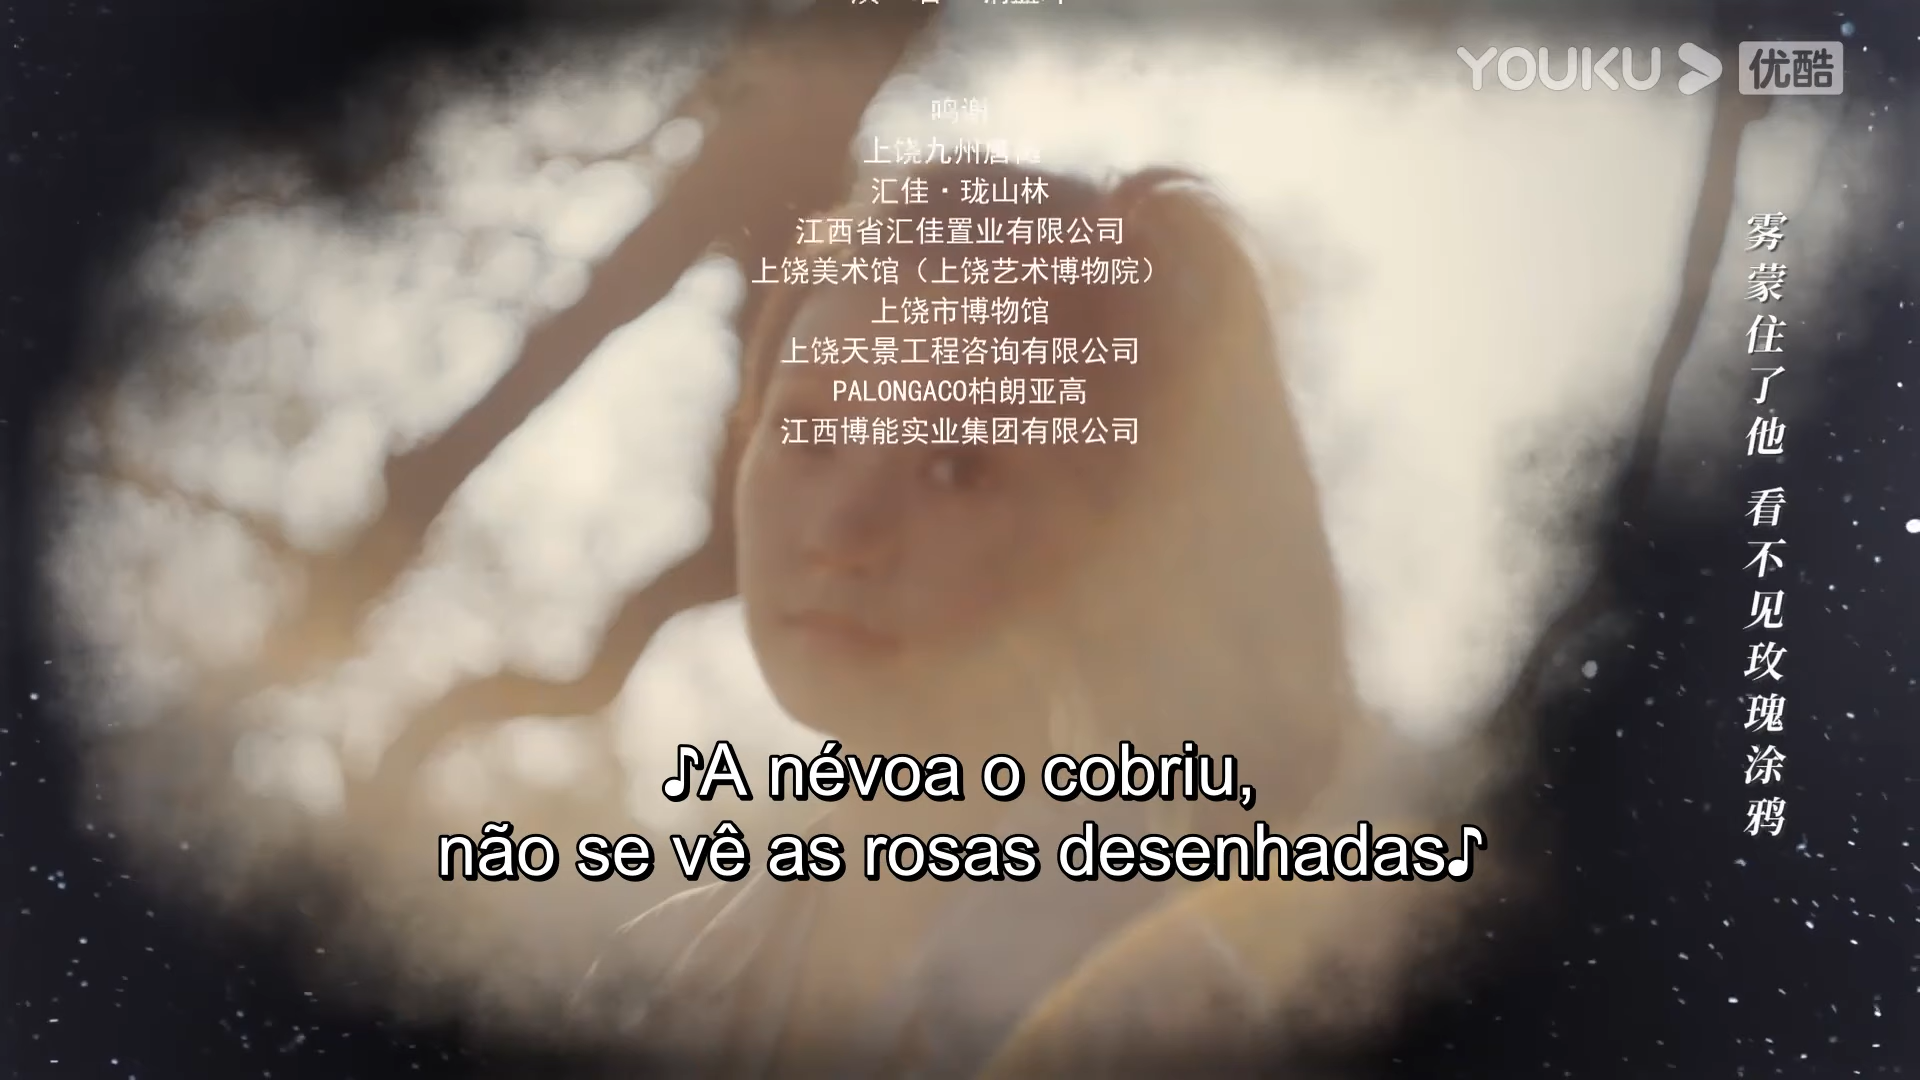 YOUKU 优酷
鸣谢
上饶九州
汇佳·珑山林
江西省汇佳置业有限公司
上饶美术馆（上饶艺术博物院）
上饶市博物馆
上饶天景工程咨询有限公司
PALONGACO柏朗亚高
江西博能实业集团有限公司
雾蒙住了他 看不见玫瑰涂鸦
♪A névoa o cobriu,
não se vê as rosas desenhadas♪